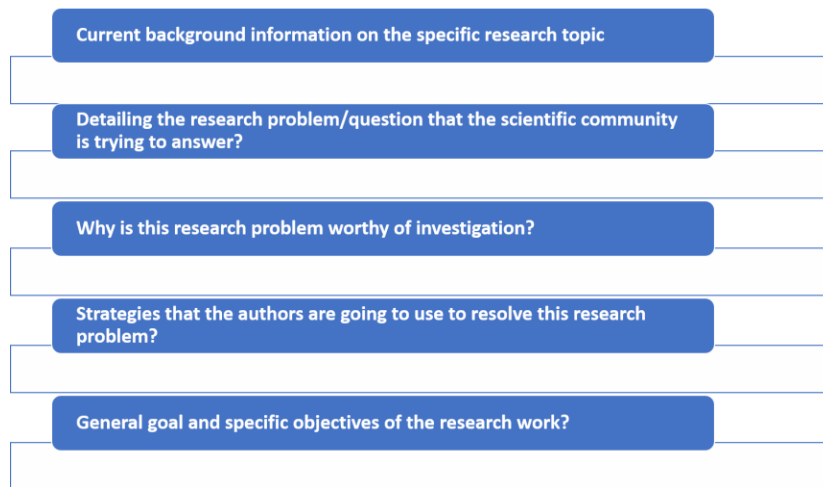 Current background information on the specific research topic
Detailing the research problem/question that the scientific community
is trying to answer?
Why is this research problem worthy of investigation?
Strategies that the authors are going to use to resolve this research
problem?
General goal and specific objectives of the research work?